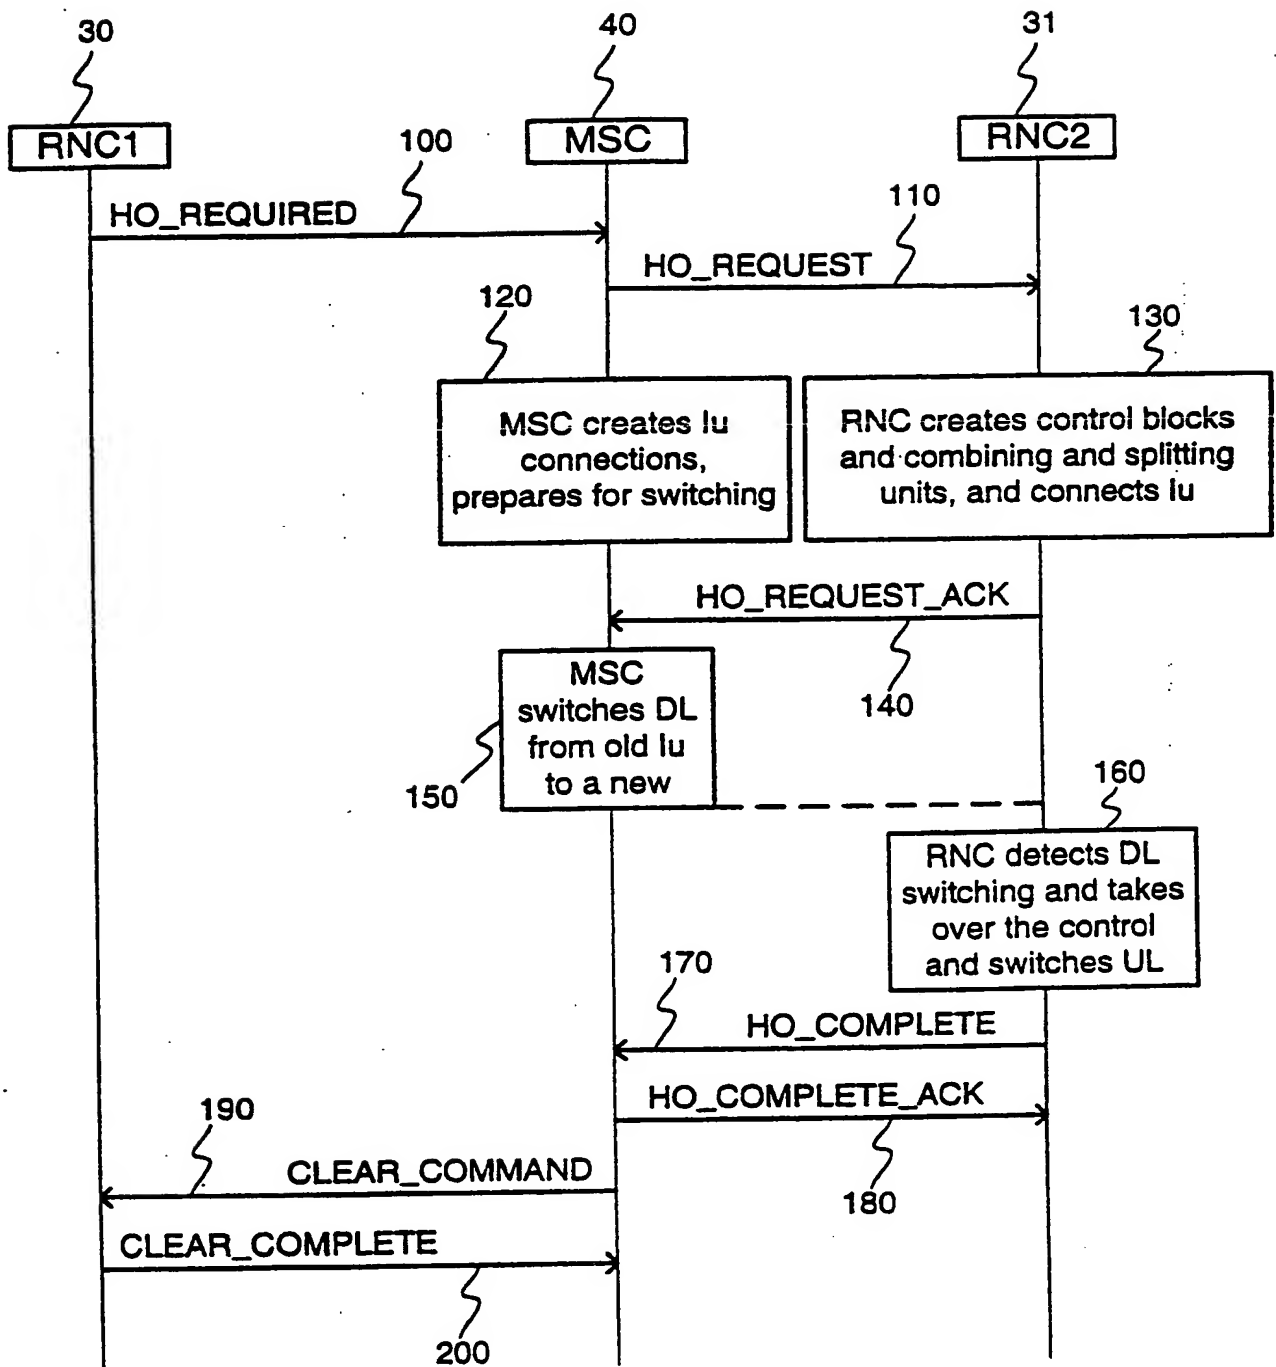 30
40
31
RNC1
MSC
RNC2
100
HO_REQUIRED
110
HO_REQUEST
120
130
MSC creates Iu
connections,
prepares for switching
RNC creates control blocks
and combining and splitting
units, and connects Iu
HO_REQUEST_ACK
140
MSC
switches DL
from old Iu
to a new
150
160
RNC detects DL
switching and takes
over the control
and switches UL
170
HO_COMPLETE
HO_COMPLETE_ACK
180
190
CLEAR_COMMAND
CLEAR_COMPLETE
200